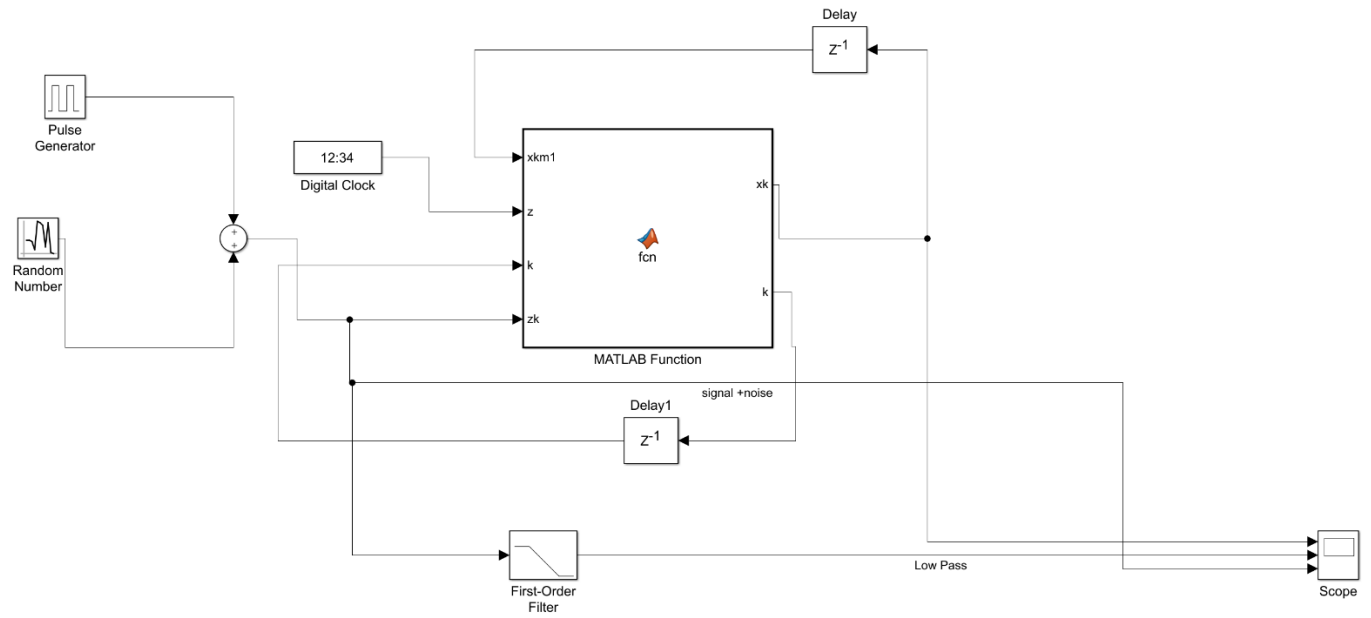 Delay
Z-1
Pulse
Generator
12:34
Digital Clock
xkm1
z
k
zk
xk
k
fcn
MATLAB Function
+
+
Random
Number
signal +noise
Delay1
Z-1
Low Pass
First-Order
Filter
Scope